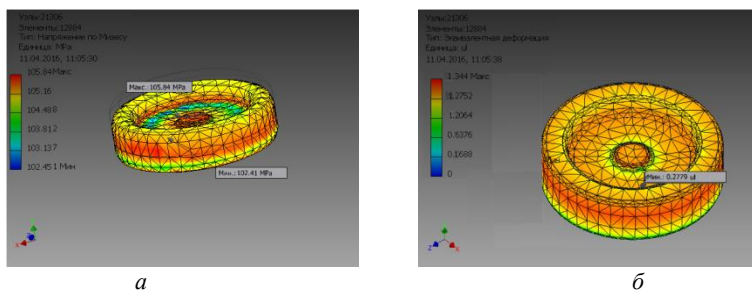 Узлы:21306
Элементы:12884
Тип: Напряжение по Мизесу
Единица: MPa
11.04.2016, 11:05:30
105.84 Макс
105.16
104.488
103.812
103.137
102.451 Мин
Макс.: 105.84 MPa
Мин.: 102.41 MPa
а
Узлы:21306
Элементы:12884
Тип: Эквивалентная деформация
Единица: ul
11.04.2016, 11:05:38
1.344 Макс
1.2752
1.2064
0.5376
0.1688
0
Мин.: 0.2779 ul
б